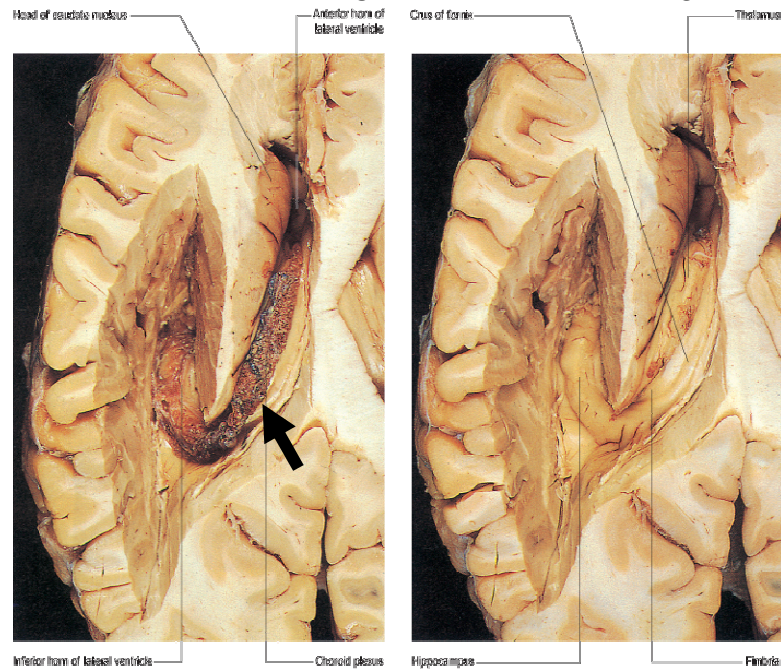 Head of caudate nucleus
Anterior horn of
lateral ventricle
Crus of fornix
Thalamus
Inferior horn of lateral ventricle
Choroid plexus
Hippocampus
Fimbria